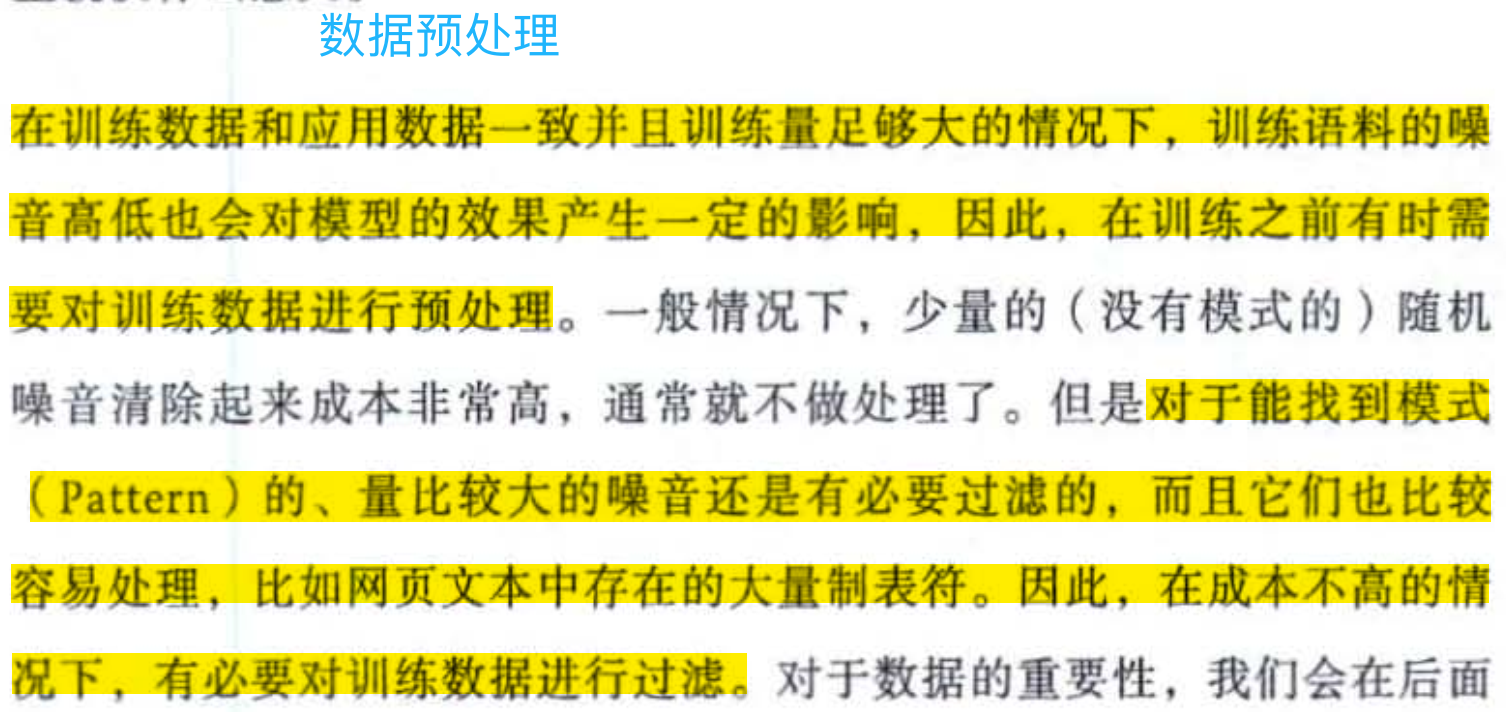 数据预处理
在训练数据和应用数据一致并且训练量足够大的情况下，训练语料的噪
音高低也会对模型的效果产生一定的影响，因此，在训练之前有时需
要对训练数据进行预处理。一般情况下，少量的（没有模式的）随机
噪音清除起来成本非常高，通常就不做处理了。但是对于能找到模式
（Pattern）的、量比较大的噪音还是有必要过滤的，而且它们也比较
容易处理，比如网页文本中存在的大量制表符。因此，在成本不高的情
况下，有必要对训练数据进行过滤。对于数据的重要性，我们会在后面